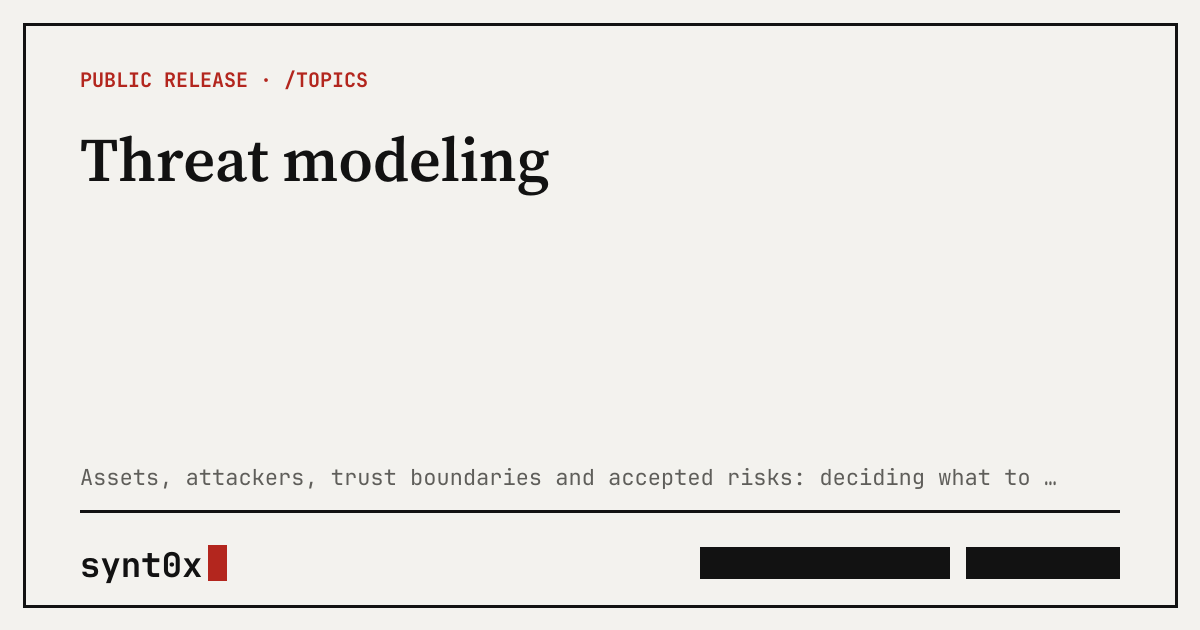 PUBLIC RELEASE · /TOPICS
Threat modeling
Assets, attackers, trust boundaries and accepted risks: deciding what to …
synt0x